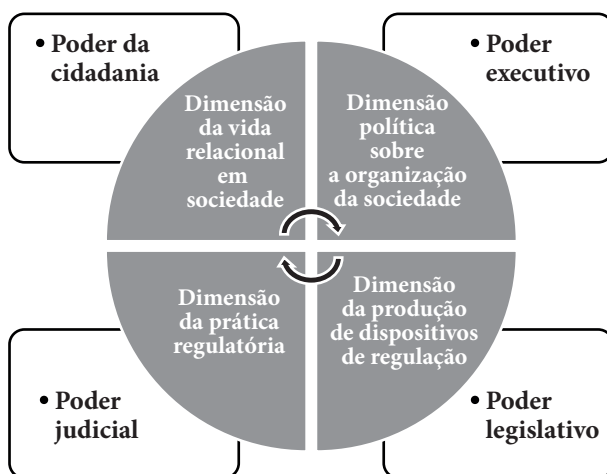 • Poder da
cidadania
• Poder
executivo
Dimensão
da vida
relacional
em
sociedade
Dimensão
política
sobre
a organização
da sociedade
Dimensão
da prática
regulatória
Dimensão
da produção
de dispositivos
de regulação
• Poder
judicial
• Poder
legislativo